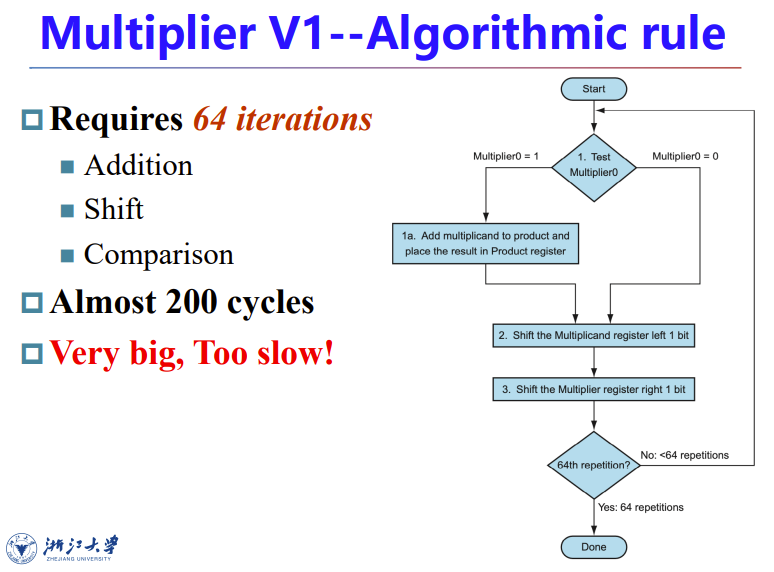 Multiplier V1--Algorithmic rule
Requires 64 iterations
Addition
Shift
Comparison
Almost 200 cycles
Very big, Too slow!
Start
Multiplier0 = 1
1. Test
Multiplier0
Multiplier0 = 0
1a. Add multiplicand to product and
place the result in Product register
2. Shift the Multiplicand register left 1 bit
3. Shift the Multiplier register right 1 bit
64th repetition?
No: <64 repetitions
Yes: 64 repetitions
Done
浙江大学
ZHEJIANG UNIVERSITY